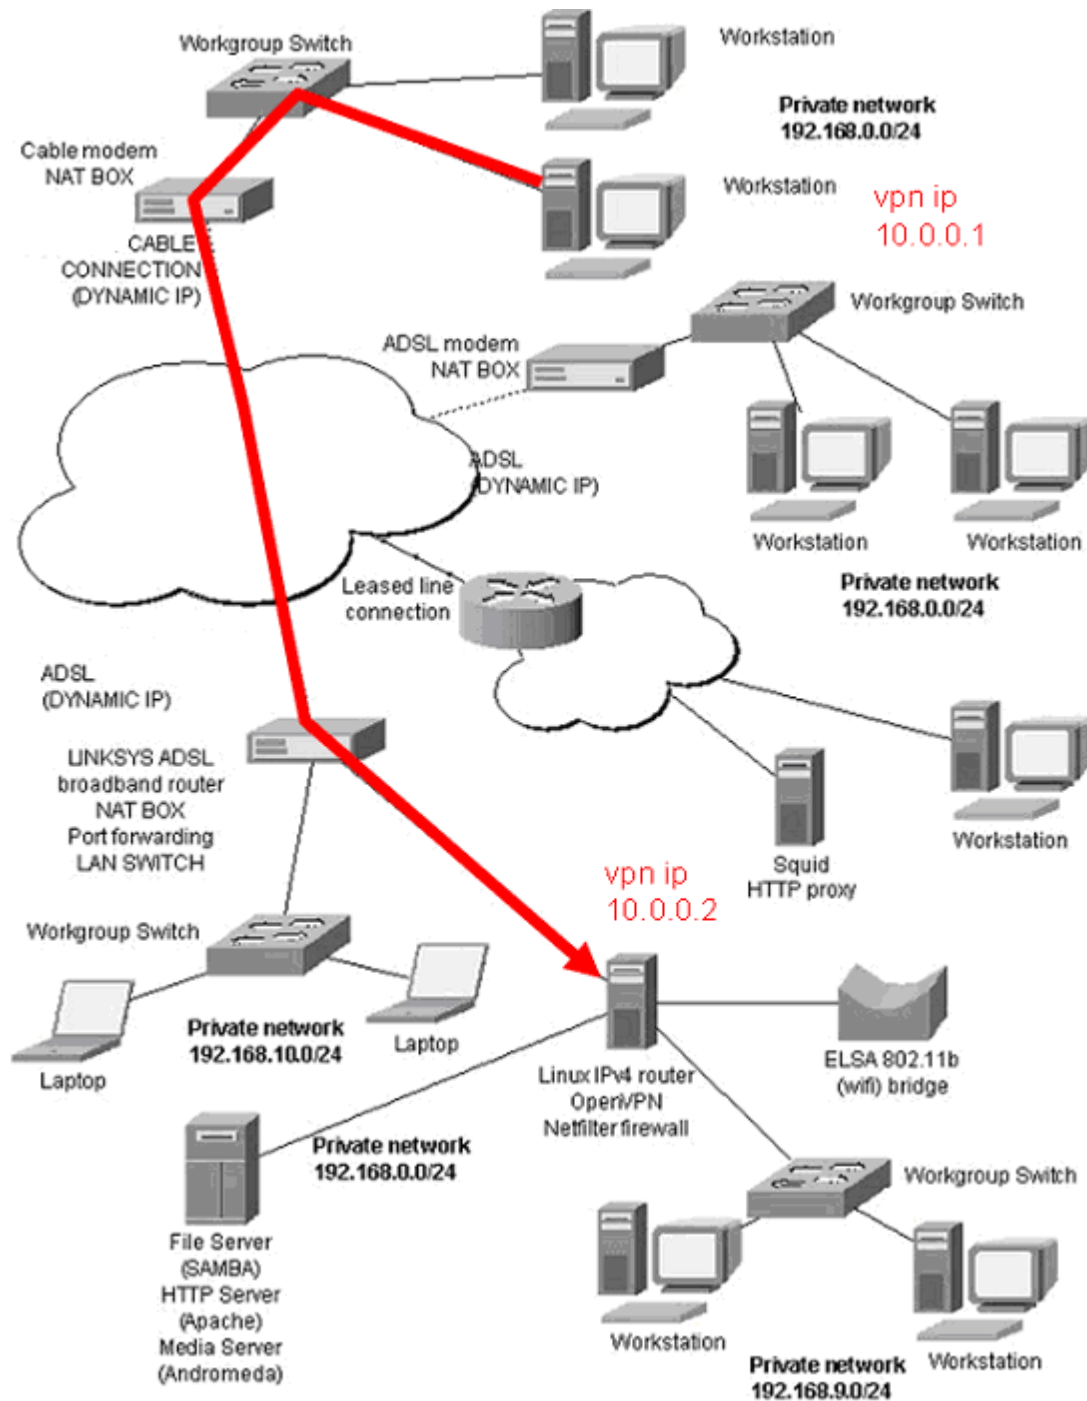 Workgroup Switch
Workstation
Private network
192.168.0.0/24
Cable modem
NAT BOX
Workstation
vpn ip
10.0.0.1
CABLE
CONNECTION
(DYNAMIC IP)
Workgroup Switch
ADSL modem
NAT BOX
ADSL
(DYNAMIC IP)
Workstation
Workstation
Leased line
connection
Private network
192.168.0.0/24
ADSL
(DYNAMIC IP)
LINKSYS ADSL
broadband router
NAT BOX
Port forwarding
LAN SWITCH
Workstation
Squid
HTTP proxy
vpn ip
10.0.0.2
Workgroup Switch
Private network
192.168.10.0/24
Laptop
Laptop
ELSA 802.11b
(wifi) bridge
Linux IPv4 router
OpenVPN
Netfilter firewall
Private network
192.168.0.0/24
Workgroup Switch
File Server
(SAMBA)
HTTP Server
(Apache)
Media Server
(Andromeda)
Workstation
Workstation
Private network
192.168.9.0/24